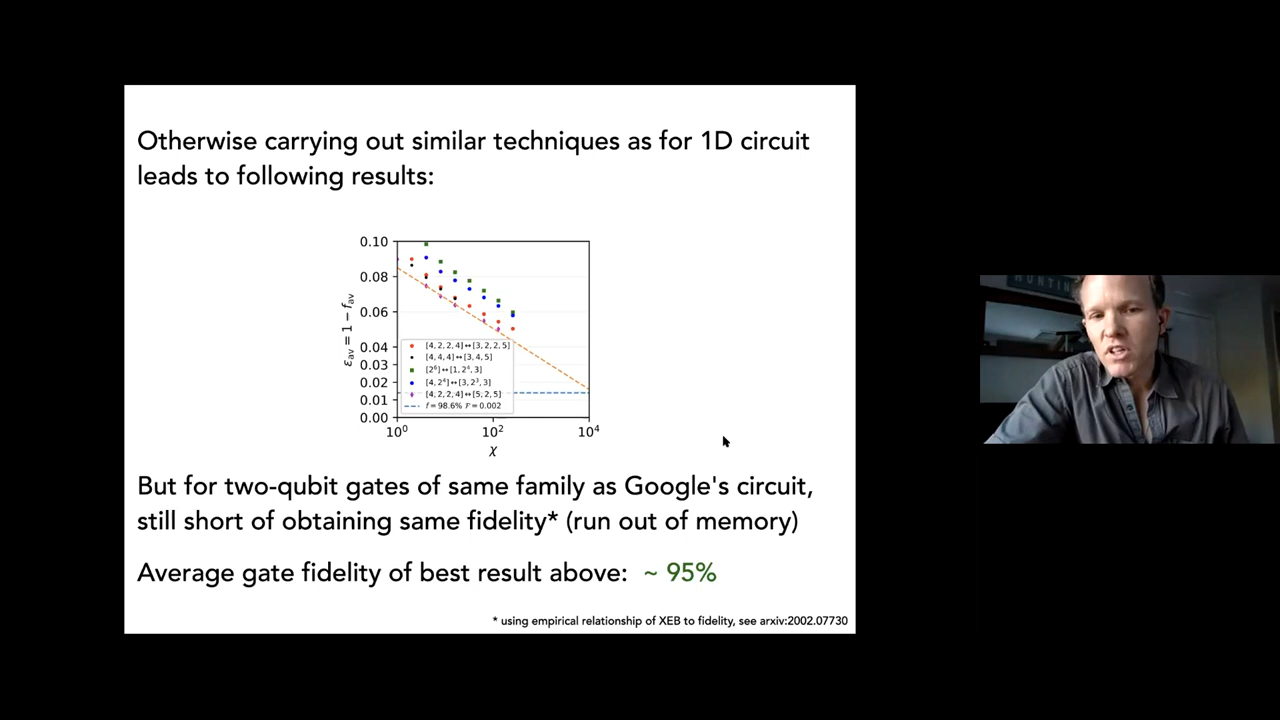 Otherwise carrying out similar techniques as for 1D circuit
leads to following results:
0.10
0.08
0.06
0.04
0.03
0.02
0.01
0.00
ε_av = 1 − f_av
[4, 2, 2, 4]↔[3, 2, 2, 5]
[4, 4, 4]↔[3, 4, 5]
[2⁶]↔[1, 2⁴, 3]
[4, 2⁴]↔[3, 2³, 3]
[4, 2, 2, 4]↔[5, 2, 5]
f = 98.6% ℱ = 0.002
10⁰ 10² 10⁴
χ
But for two-qubit gates of same family as Google's circuit,
still short of obtaining same fidelity* (run out of memory)
Average gate fidelity of best result above: ~ 95%
* using empirical relationship of XEB to fidelity, see arxiv:2002.07730
HUNTIN